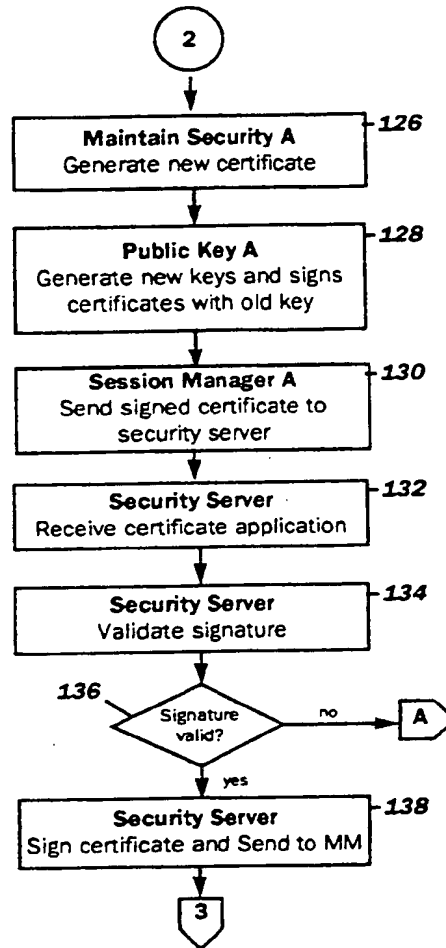 2
Maintain Security A
126
Generate new certificate
Public Key A
128
Generate new keys and signs
certificates with old key
Session Manager A
130
Send signed certificate to
security server
Security Server
132
Receive certificate application
Security Server
134
Validate signature
136
Signature
valid?
no
A
yes
Security Server
138
Sign certificate and Send to MM
3